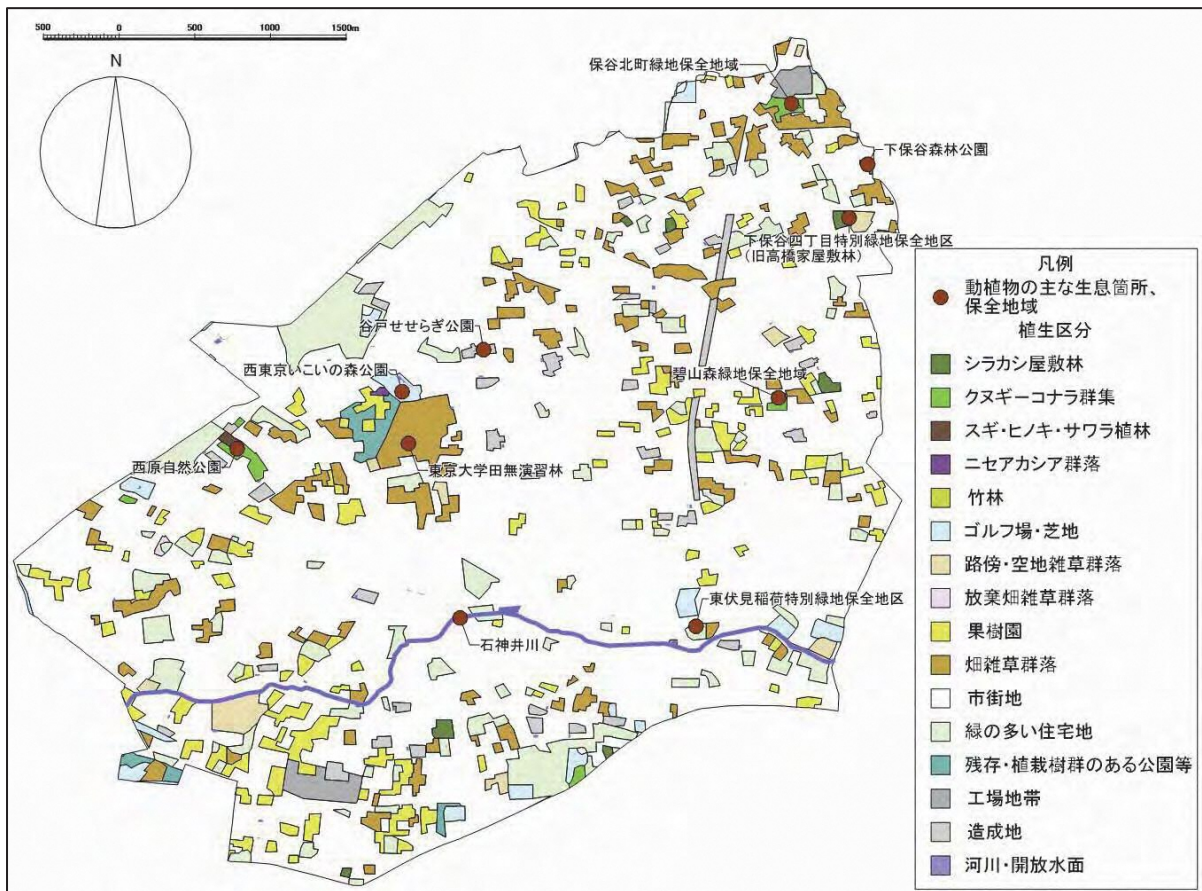 500 0 500 1000 1500m
N
保谷北町緑地保全地域
下保谷森林公園
下保谷四丁目特別緑地保全地区
(旧高橋家屋敷林)
谷戸せせらぎ公園
西東京いこいの森公園
碧山森緑地保全地域
西原自然公園
東京大学田無演習林
東伏見稲荷特別緑地保全地区
石神井川
凡例
動植物の主な生息箇所、
保全地域
植生区分
シラカシ屋敷林
クヌギーコナラ群集
スギ・ヒノキ・サワラ植林
ニセアカシア群落
竹林
ゴルフ場・芝地
路傍・空地雑草群落
放棄畑雑草群落
果樹園
畑雑草群落
市街地
緑の多い住宅地
残存・植栽樹群のある公園等
工場地帯
造成地
河川・開放水面